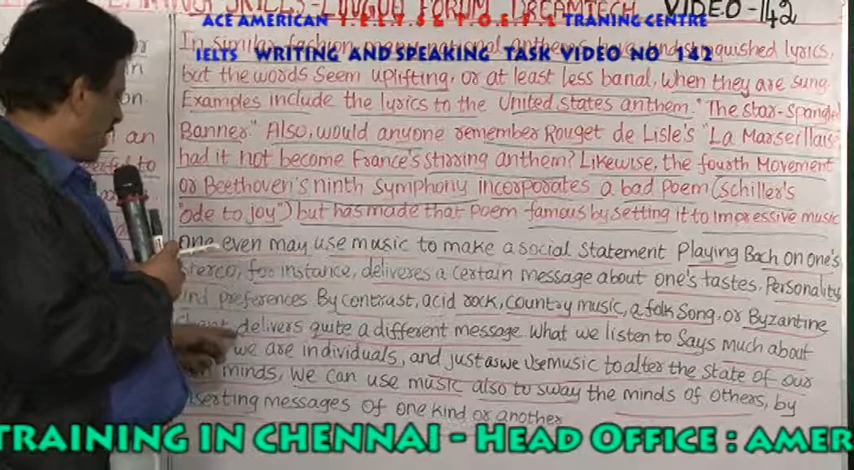 SKILLS-LINGUA FORUM DREAMTECH VIDEO-142
ACE AMERICAN I.E.L.T.S & T.O.E.F.L TRANING CENTRE
In similar fashion national anthems lyrics,
IELTS WRITING AND SPEAKING TASK VIDEO NO 142
but the words seem uplifting, or at least less banal, when they are sung.
Examples include the lyrics to the United States anthem." The Star-Spangled
Banner." Also, would anyone remember Rouget de Lisle's "La Marseillaise
had it not become France's stirring anthem? Likewise, the fourth Movement
or Beethoven's ninth symphony incorporates a bad poem (schiller's
"ode to joy") but has made that poem famous by setting it to impressive music
one even may use music to make a social statement Playing Bach on one's
stereo, foo instance, deliveres a certain message about one's tastes. Personality
and preferences By contrast, acid rock, country music, a folk song, or Byzantine
delivers quite a different message. What we listen to says much about
we are individuals, and just as we use music to alter the state of our
minds, we can use music also to sway the minds of others, by
messages of one kind or another
an
to
TRAINING IN CHENNAI - HEAD OFFICE : AMER